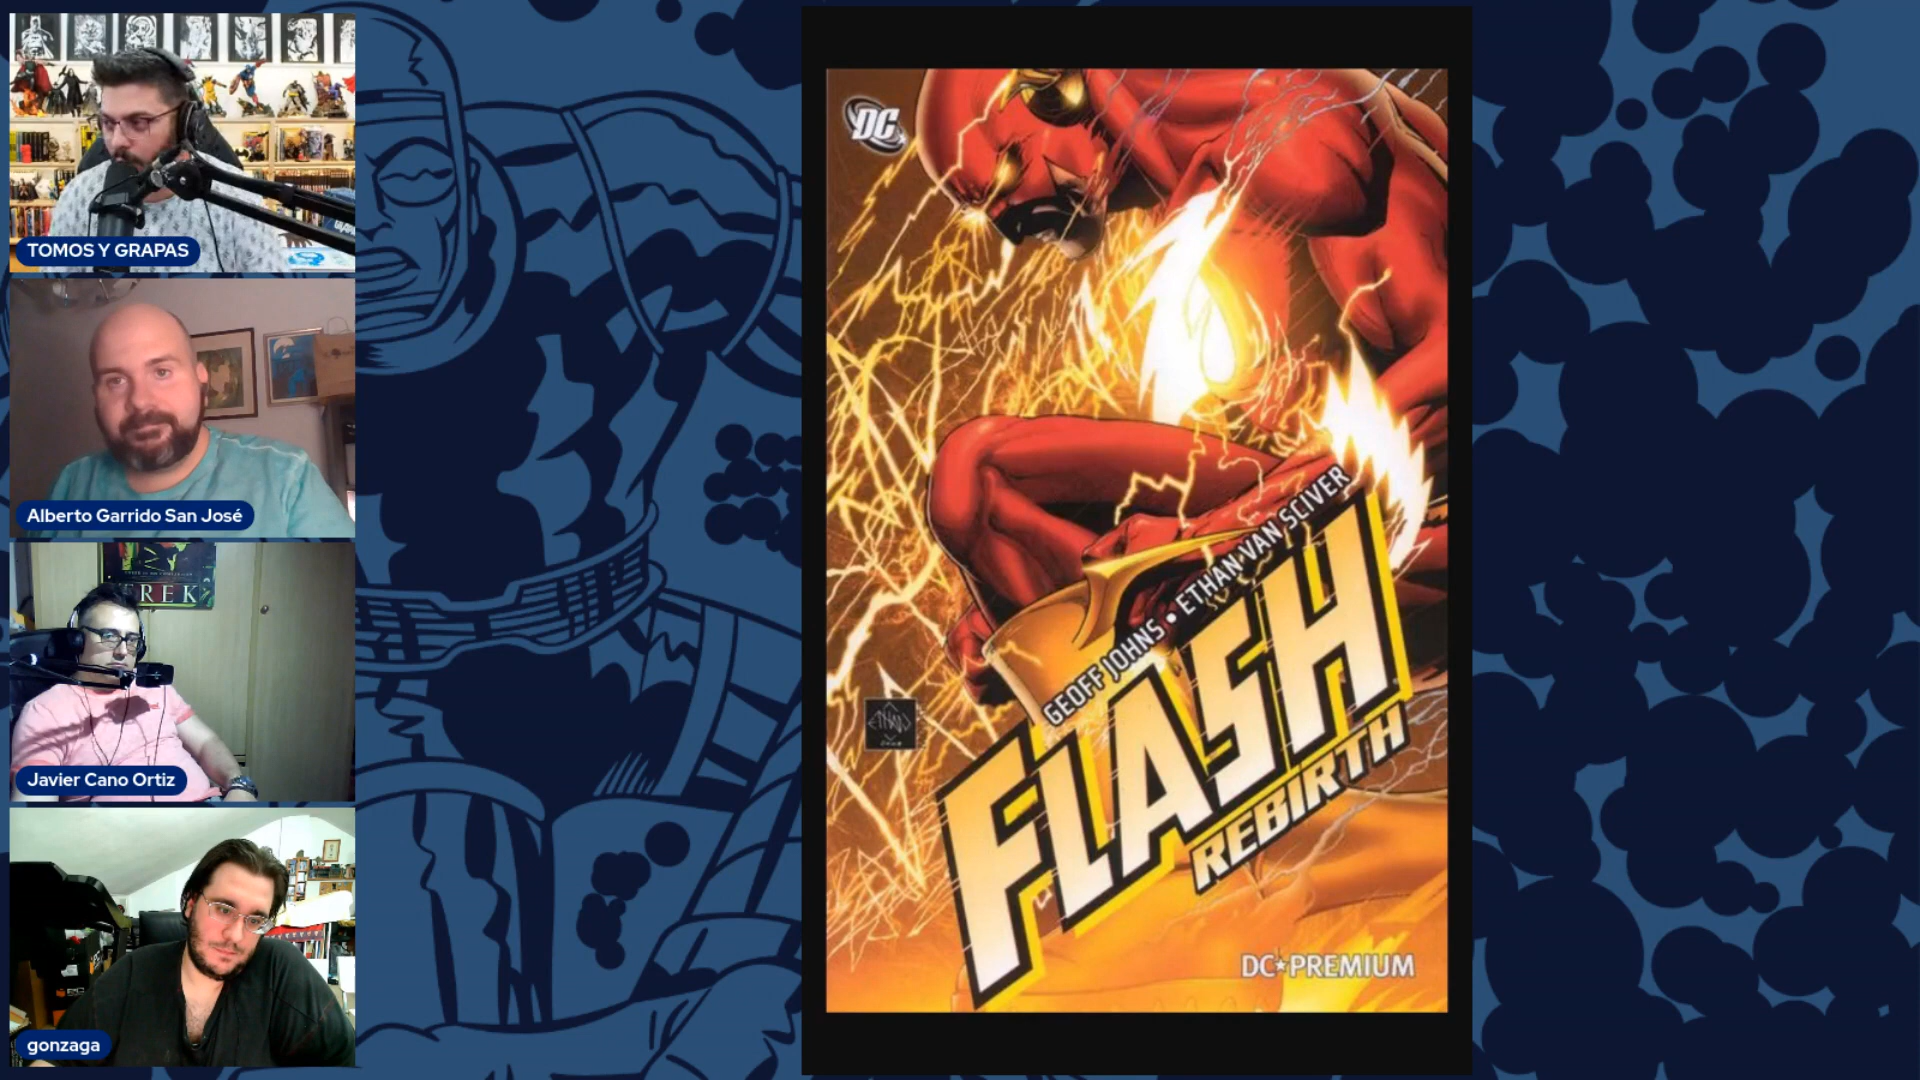 TOMOS Y GRAPAS
Alberto Garrido San José
TREK
Javier Cano Ortiz
gonzaga
DC
GEOFF JOHNS • ETHAN VAN SCIVER
FLASH
REBIRTH
DC★PREMIUM